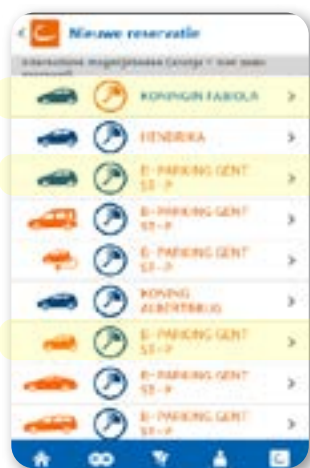 Nieuwe reservatie
KONINGIN FABIOLA
HENDRIKA
B-PARKING GENT
ST-P
B-PARKING GENT
ST-P
B-PARKING GENT
ST-P
KONING
ALBERTBRUG
B-PARKING GENT
ST-P
B-PARKING GENT
ST-P
B-PARKING GENT
ST-P